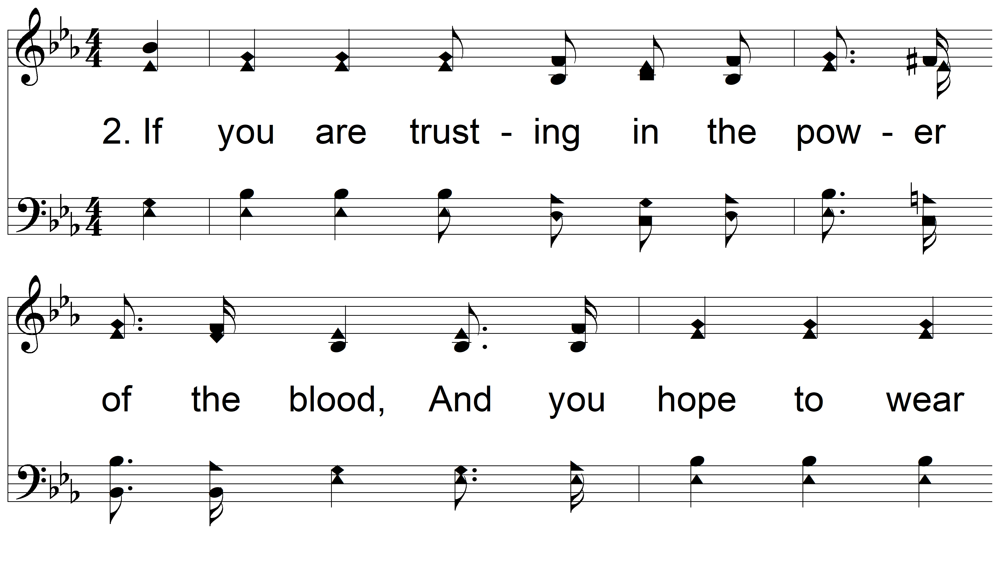 2. If you are trust - ing in the pow - er
of the blood, And you hope to wear